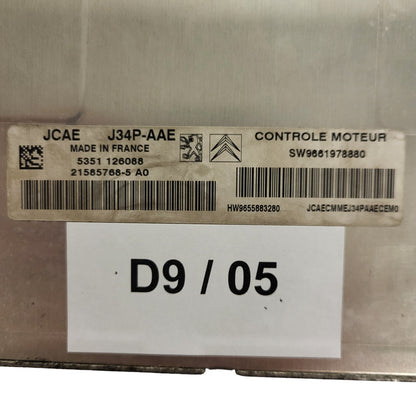 JCAE J34P-AAE
MADE IN FRANCE
5351 126088
21585768-5 A0
CONTROLE MOTEUR
SW9661978880
HW9655883280
JCAECMMEJ34PAAECEM0
D9 / 05